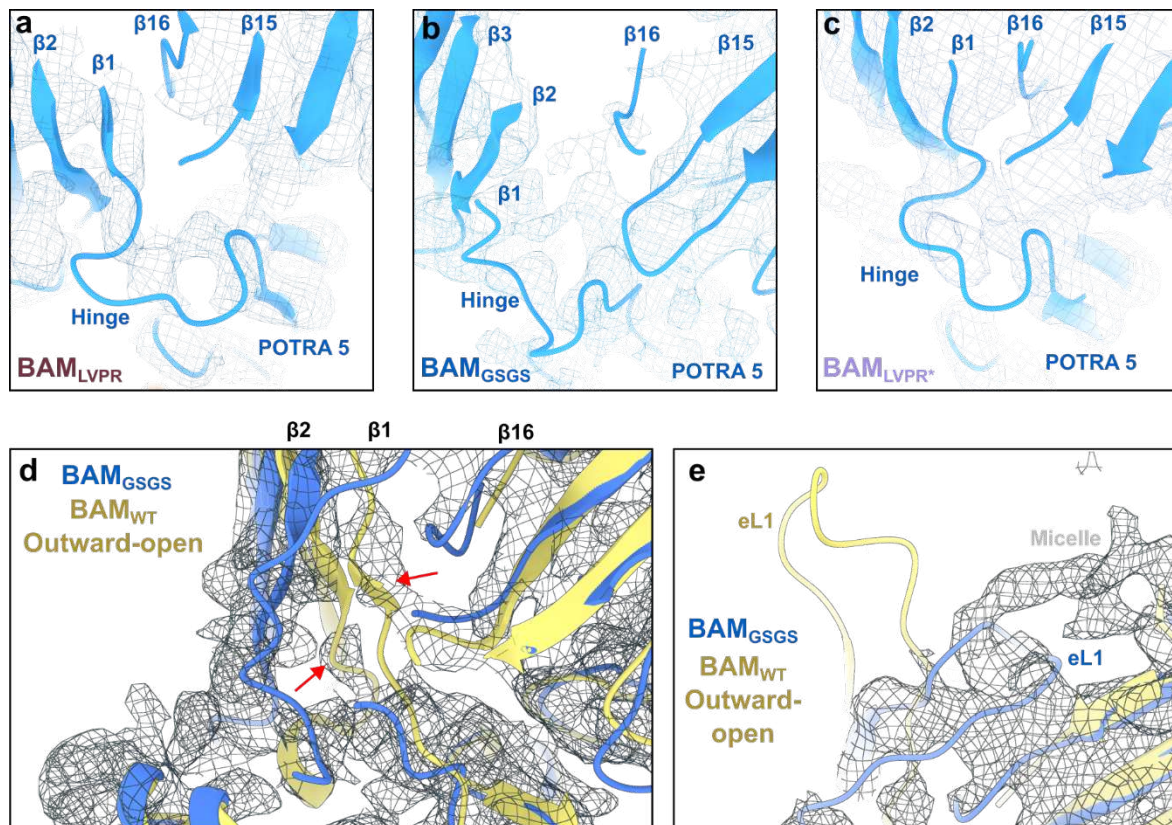 a
β2
β1
β16
β15
Hinge
POTRA 5
BAMLVPR
b
β3
β2
β1
β16
β15
Hinge
BAMGSGS
POTRA 5
c
β2
β1
β16
β15
Hinge
POTRA 5
BAMLVPR*
β2
β1
β16
d
BAMGSGS
BAMWT
Outward-open
e
eL1
Micelle
eL1
BAMGSGS
BAMWT
Outward-
open